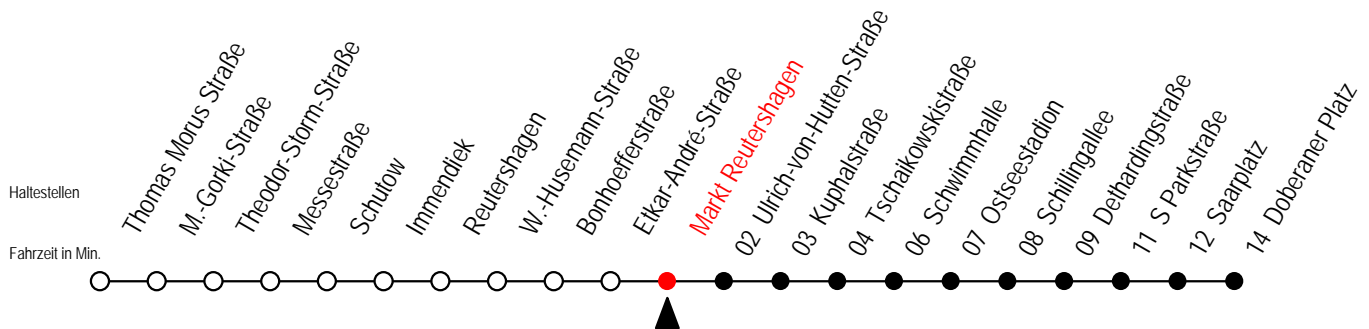 Haltestellen
Fahrzeit in Min.
Thomas Morus Straße
M.-Gorki-Straße
Theodor-Storm-Straße
Messestraße
Schutow
Immendiek
Reutershagen
W.-Husemann-Straße
Bonhoefferstraße
Etkar-André-Straße
Markt Reutershagen
02 Ulrich-von-Hutten-Straße
03 Kuphalstraße
04 Tschaikowskistraße
06 Schwimmhalle
07 Ostseestadion
08 Schillingallee
09 Dethardingstraße
11 S Parkstraße
12 Saarplatz
14 Doberaner Platz